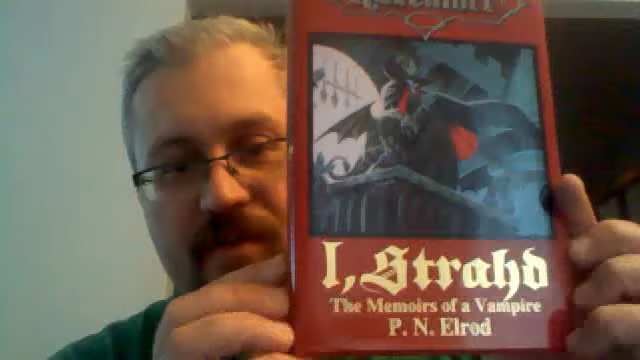 I, Strahd
The Memoirs of a Vampire
P. N. Elrod